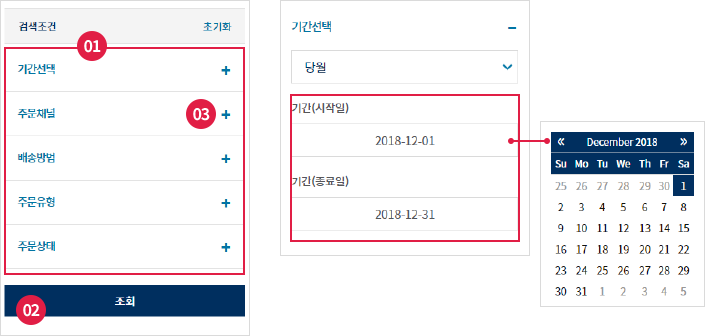 검색조건 초기화
01
기간선택 +
주문채널 03 +
배송방법 +
주문유형 +
주문상태 +
조회
02
기간선택 −
당월
기간(시작일)
2018-12-01
기간(종료일)
2018-12-31
« December 2018 »
Su Mo Tu We Th Fr Sa
25 26 27 28 29 30 1
2 3 4 5 6 7 8
9 10 11 12 13 14 15
16 17 18 19 20 21 22
23 24 25 26 27 28 29
30 31 1 2 3 4 5